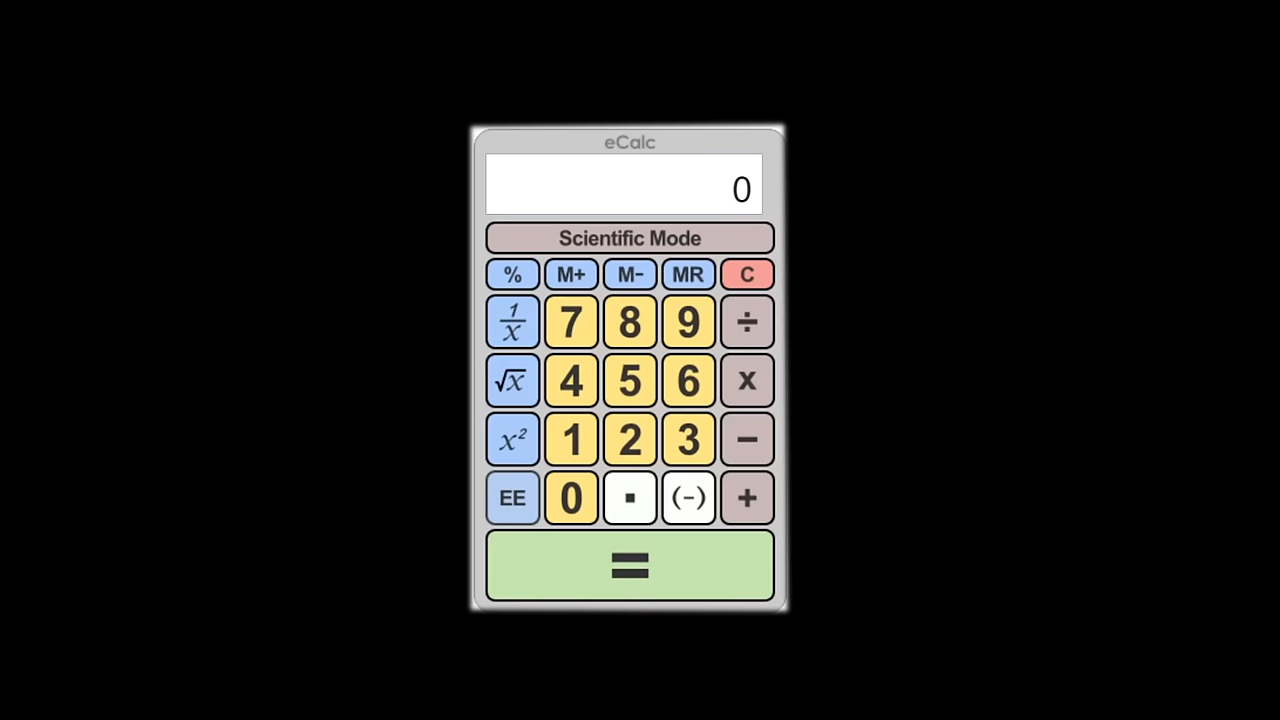 eCalc
0
Scientific Mode
% M+ M- MR C
1/x 7 8 9 ÷
√x 4 5 6 x
x² 1 2 3 −
EE 0 . (-) +
=